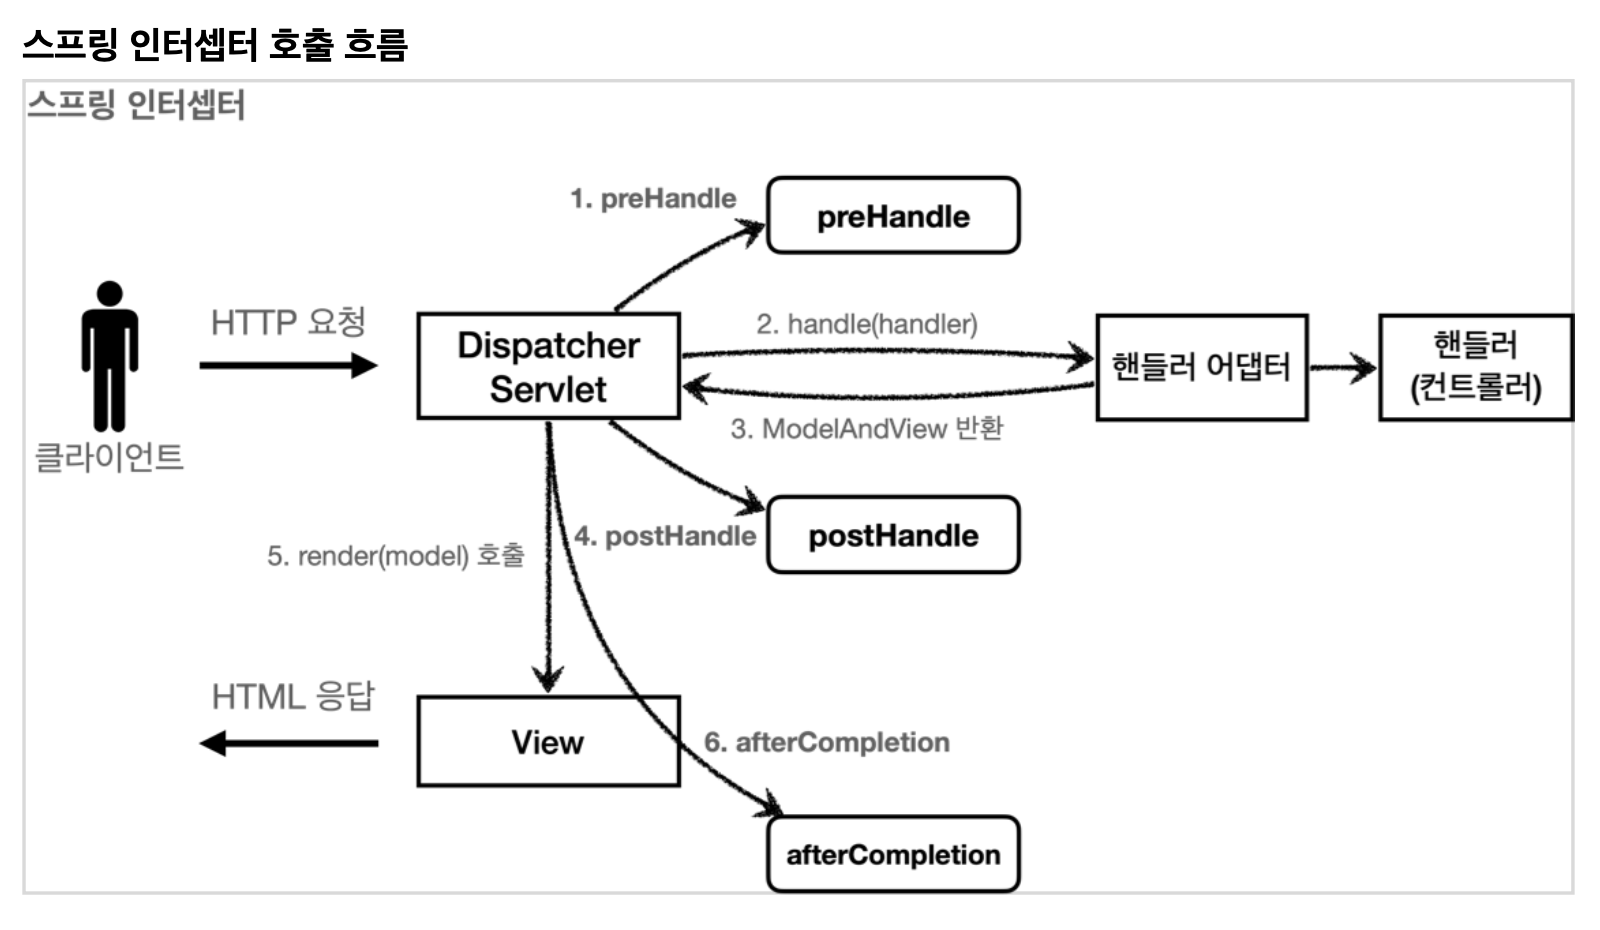 스프링 인터셉터 호출 흐름
스프링 인터셉터
1. preHandle
preHandle
HTTP 요청
클라이언트
Dispatcher
Servlet
2. handle(handler)
3. ModelAndView 반환
핸들러 어댑터
핸들러
(컨트롤러)
4. postHandle
postHandle
5. render(model) 호출
HTML 응답
View
6. afterCompletion
afterCompletion